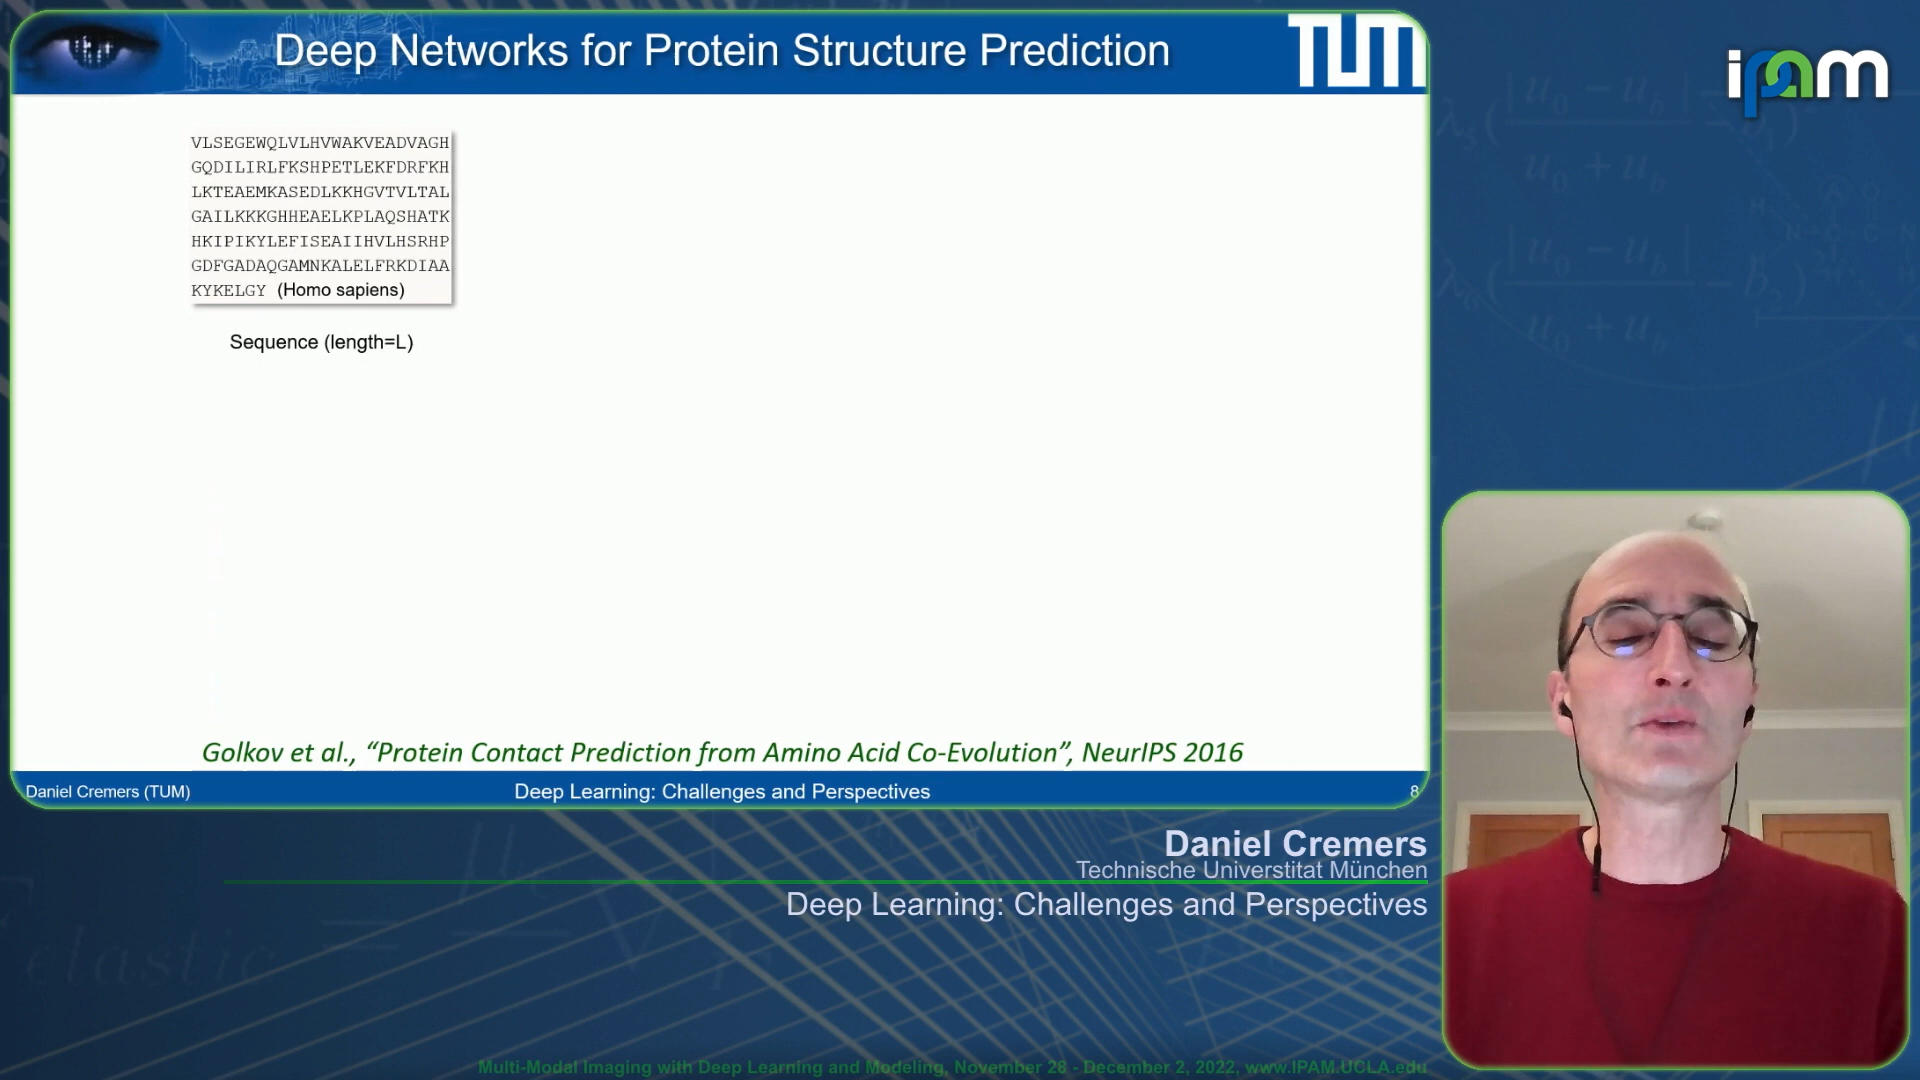 Deep Networks for Protein Structure Prediction
TUM
ipam
VLSEGEWQLVLHVWAKVEADVAGH
GQDILIRLFKSHPETLEKFDRFKH
LKTEAEMKASEDLKKHGVTVLTAL
GAILKKKGHHEAELKPLAQSHATK
HKIPIKYLEFISEAIIHVLHSRHP
GDFGADAQGAMNKALELFRKDIAA
KYKELGY (Homo sapiens)
Sequence (length=L)
Golkov et al., “Protein Contact Prediction from Amino Acid Co-Evolution”, NeurIPS 2016
Daniel Cremers (TUM)
Deep Learning: Challenges and Perspectives
8
Daniel Cremers
Technische Universtitat München
Deep Learning: Challenges and Perspectives
Multi-Modal Imaging with Deep Learning and Modeling, November 28 - December 2, 2022, www.IPAM.UCLA.edu